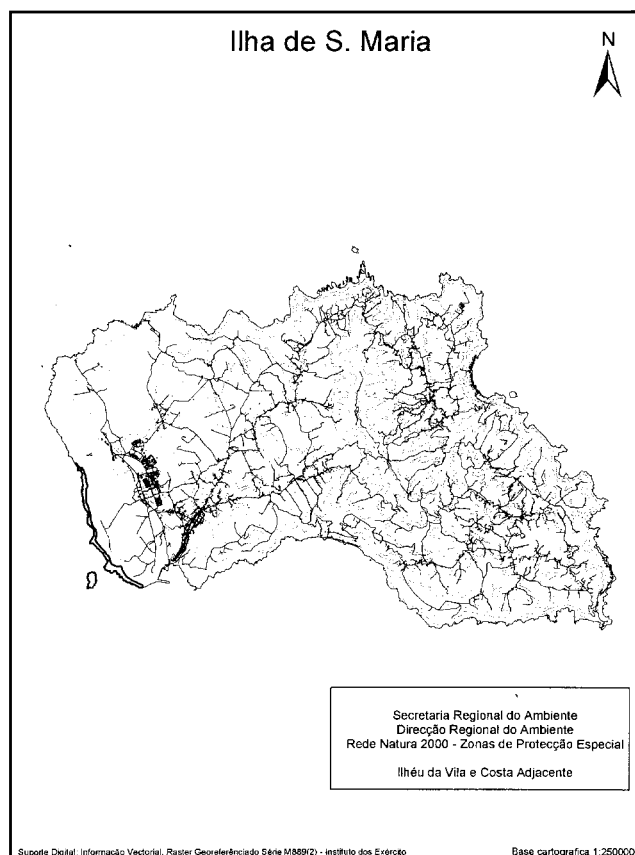 Ilha de S. Maria
N
Secretaria Regional do Ambiente
Direcção Regional do Ambiente
Rede Natura 2000 - Zonas de Protecção Especial
Ilhéu da Vila e Costa Adjacente
Suporte Digital: Informação Vectorial, Raster Georeferênciado Série M889(2) - Instituto dos Exército
Base cartografica 1:250000